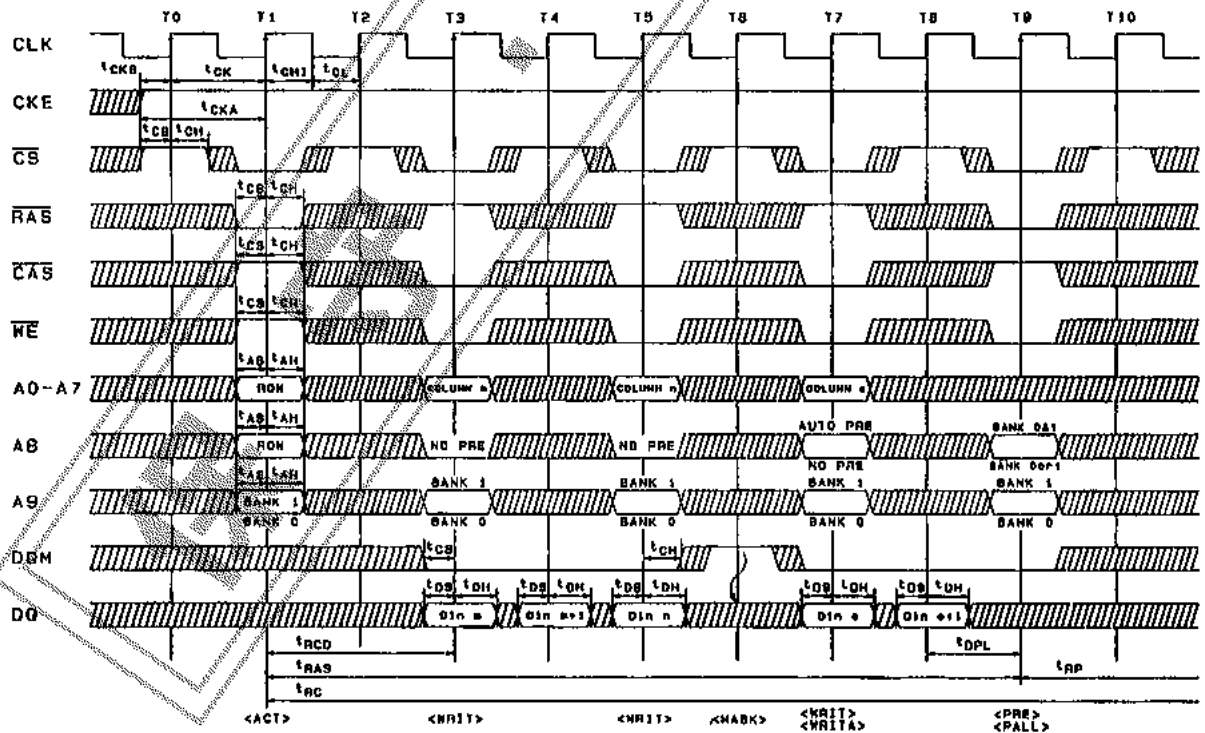 T0 T1 T2 T3 T4 T5 T6 T7 T8 T9 T10
CLK
tCKS tCK tCHI tCL
CKE
tCKA
tCS tCH
CS
tCS tCH
RAS
tCS tCH
CAS
tCS tCH
WE
tAS tAH
A0-A7 ROW COLUMN m COLUMN n COLUMN o
tAS tAH AUTO PRE BANK 0&1
A8 ROW NO PRE NO PRE
NO PRE BANK 0or1
tAS tAH BANK 1 BANK 1 BANK 1 BANK 1
A9 BANK 1
BANK 0 BANK 0 BANK 0 BANK 0 BANK 0
DQM tCS tCH
tDS tDH tDS tDH tDS tDH tDS tDH tDS tDH
DQ Din m Din m+1 Din n Din o Din o+1
tRCD tDPL
tRAS tRP
tRC
<ACT> <WRIT> <WRIT> <MASK> <WRIT> <PRE>
<WRITA> <PALL>